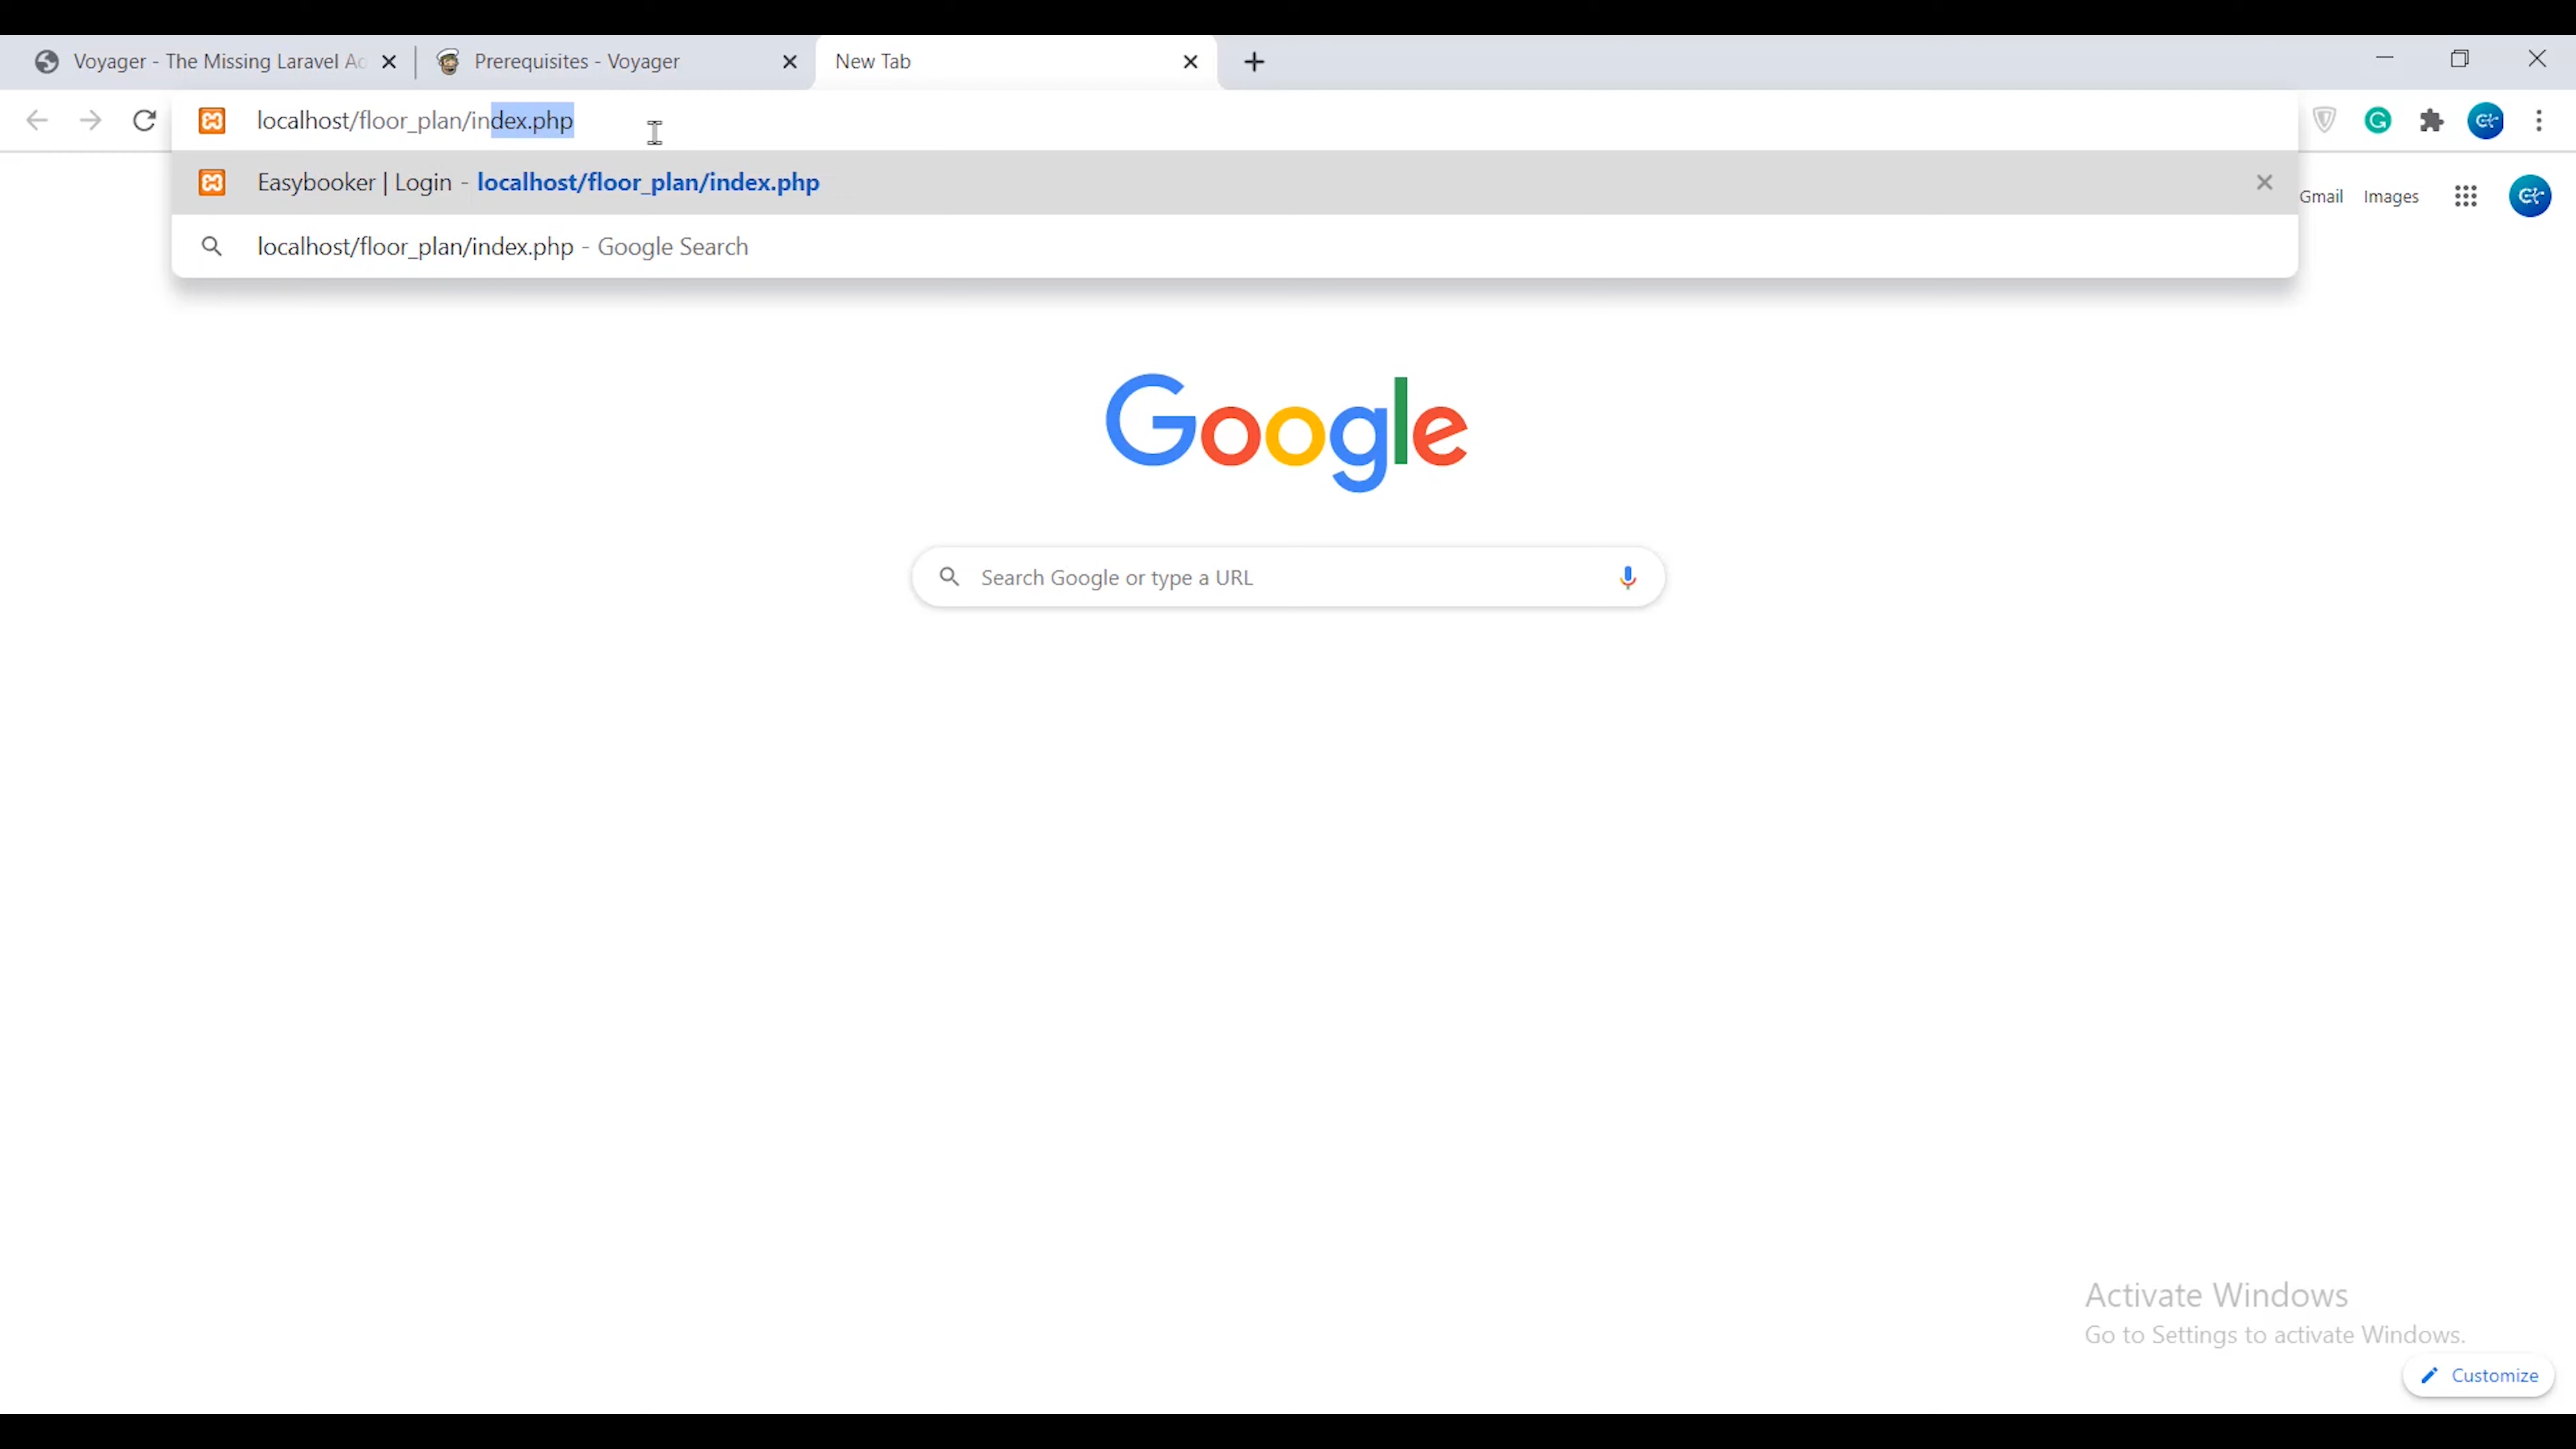 Voyager - The Missing Laravel Ac
Prerequisites - Voyager
New Tab
localhost/floor_plan/index.php
Easybooker | Login - localhost/floor_plan/index.php
localhost/floor_plan/index.php - Google Search
Gmail Images
Google
Search Google or type a URL
Activate Windows
Go to Settings to activate Windows.
Customize